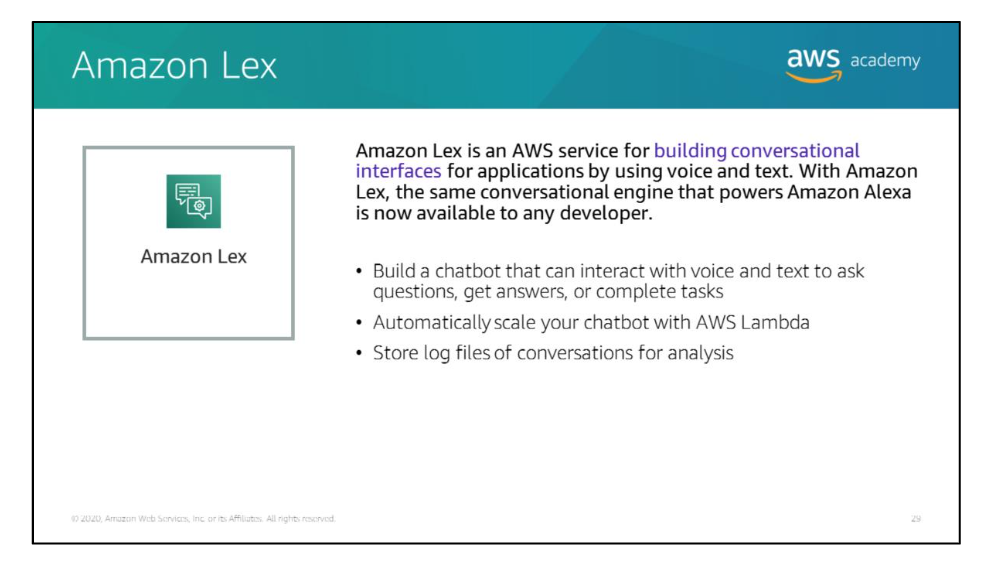 Amazon Lex
aws academy
Amazon Lex
Amazon Lex is an AWS service for building conversational
interfaces for applications by using voice and text. With Amazon
Lex, the same conversational engine that powers Amazon Alexa
is now available to any developer.
• Build a chatbot that can interact with voice and text to ask
questions, get answers, or complete tasks
• Automatically scale your chatbot with AWS Lambda
• Store log files of conversations for analysis
© 2020, Amazon Web Services, Inc. or its Affiliates. All rights reserved.
29